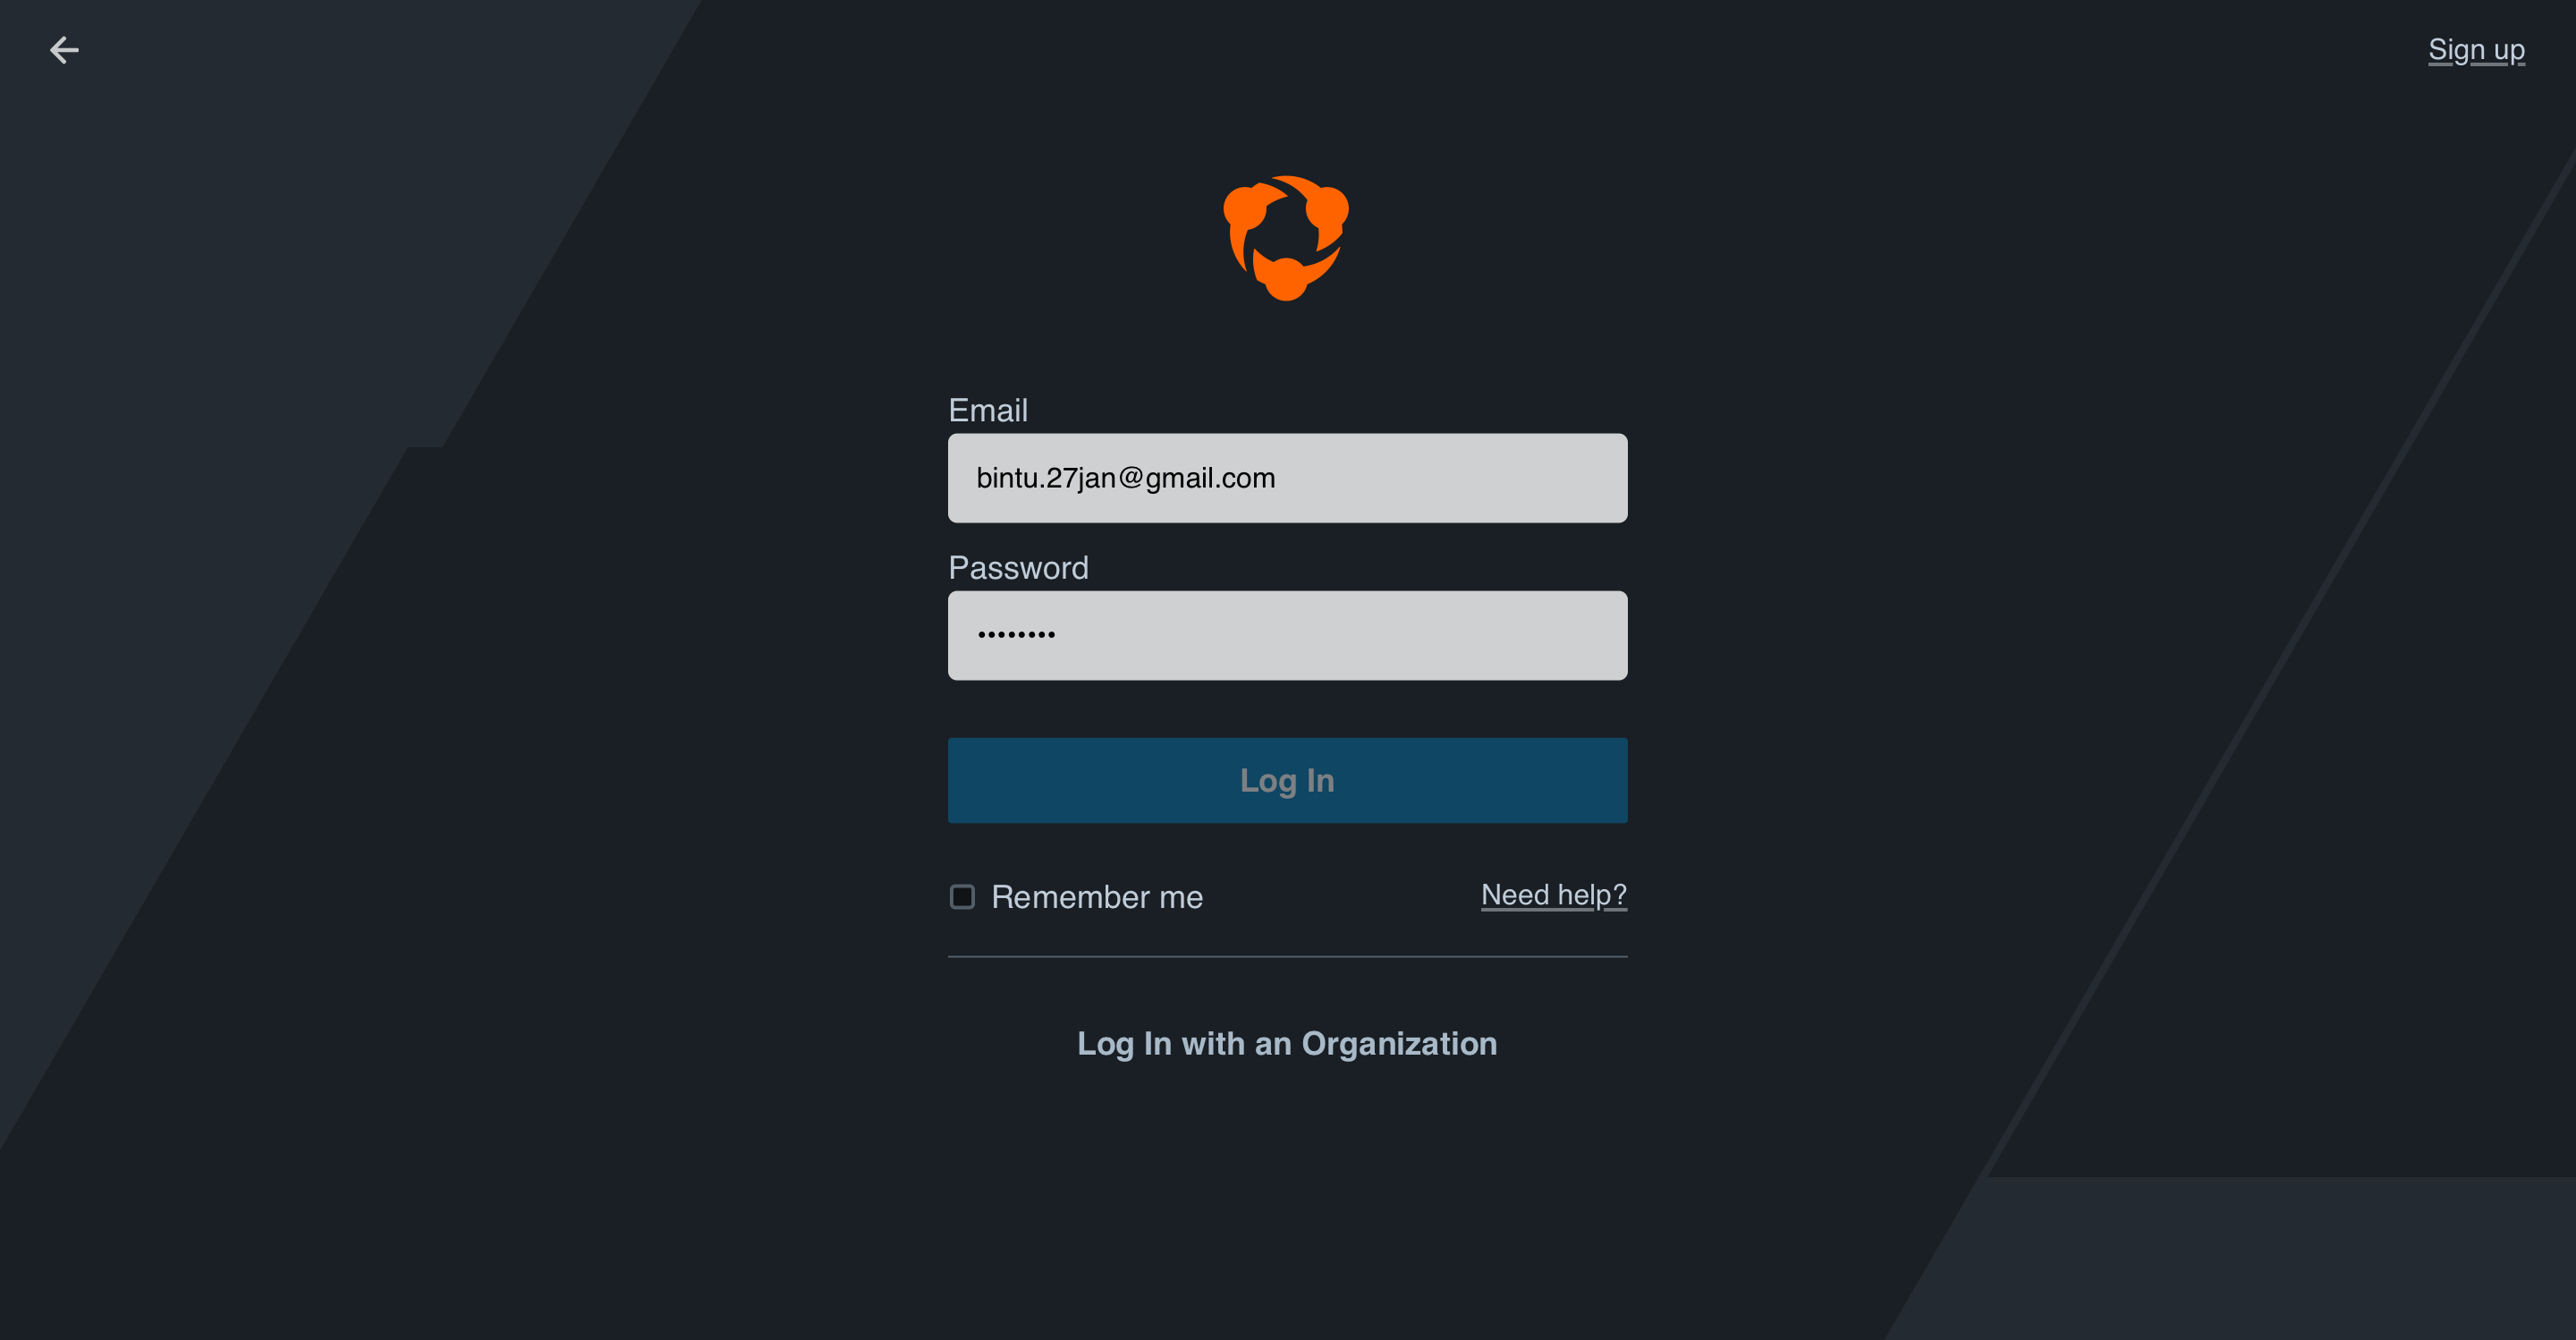 Sign up
Email
bintu.27jan@gmail.com
Password
••••••••
Log In
Remember me
Need help?
Log In with an Organization